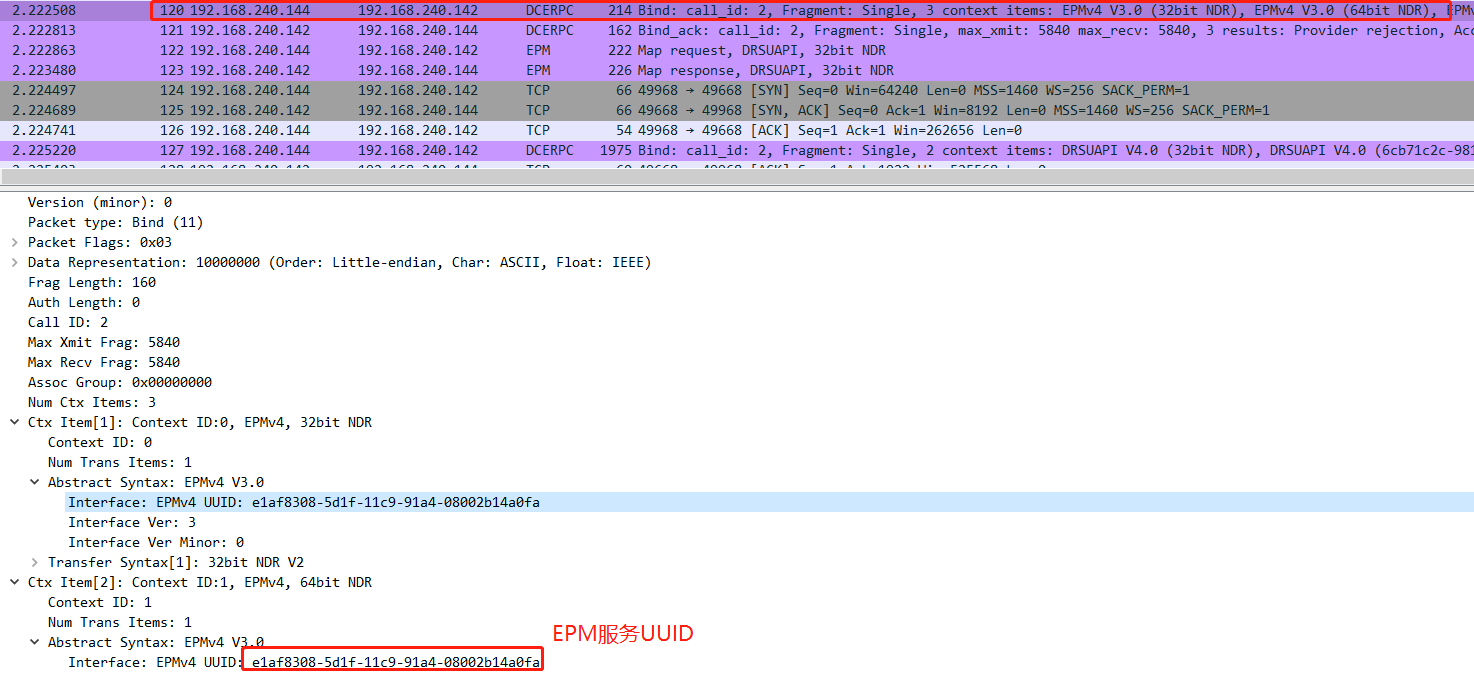 2.222508 120 192.168.240.144 192.168.240.142 DCERPC 214 Bind: call_id: 2, Fragment: Single, 3 context items: EPMv4 V3.0 (32bit NDR), EPMv4 V3.0 (64bit NDR), EPMv
2.222813 121 192.168.240.142 192.168.240.144 DCERPC 162 Bind_ack: call_id: 2, Fragment: Single, max_xmit: 5840 max_recv: 5840, 3 results: Provider rejection, Acc
2.222863 122 192.168.240.144 192.168.240.142 EPM 222 Map request, DRSUAPI, 32bit NDR
2.223480 123 192.168.240.142 192.168.240.144 EPM 226 Map response, DRSUAPI, 32bit NDR
2.224497 124 192.168.240.144 192.168.240.142 TCP 66 49968 → 49668 [SYN] Seq=0 Win=64240 Len=0 MSS=1460 WS=256 SACK_PERM=1
2.224689 125 192.168.240.142 192.168.240.144 TCP 66 49668 → 49968 [SYN, ACK] Seq=0 Ack=1 Win=8192 Len=0 MSS=1460 WS=256 SACK_PERM=1
2.224741 126 192.168.240.144 192.168.240.142 TCP 54 49968 → 49668 [ACK] Seq=1 Ack=1 Win=262656 Len=0
2.225220 127 192.168.240.144 192.168.240.142 DCERPC 1975 Bind: call_id: 2, Fragment: Single, 2 context items: DRSUAPI V4.0 (32bit NDR), DRSUAPI V4.0 (6cb71c2c-981
Version (minor): 0
Packet type: Bind (11)
Packet Flags: 0x03
Data Representation: 10000000 (Order: Little-endian, Char: ASCII, Float: IEEE)
Frag Length: 160
Auth Length: 0
Call ID: 2
Max Xmit Frag: 5840
Max Recv Frag: 5840
Assoc Group: 0x00000000
Num Ctx Items: 3
Ctx Item[1]: Context ID:0, EPMv4, 32bit NDR
Context ID: 0
Num Trans Items: 1
Abstract Syntax: EPMv4 V3.0
Interface: EPMv4 UUID: e1af8308-5d1f-11c9-91a4-08002b14a0fa
Interface Ver: 3
Interface Ver Minor: 0
Transfer Syntax[1]: 32bit NDR V2
Ctx Item[2]: Context ID:1, EPMv4, 64bit NDR
Context ID: 1
Num Trans Items: 1
Abstract Syntax: EPMv4 V3.0
EPM服务UUID
Interface: EPMv4 UUID: e1af8308-5d1f-11c9-91a4-08002b14a0fa